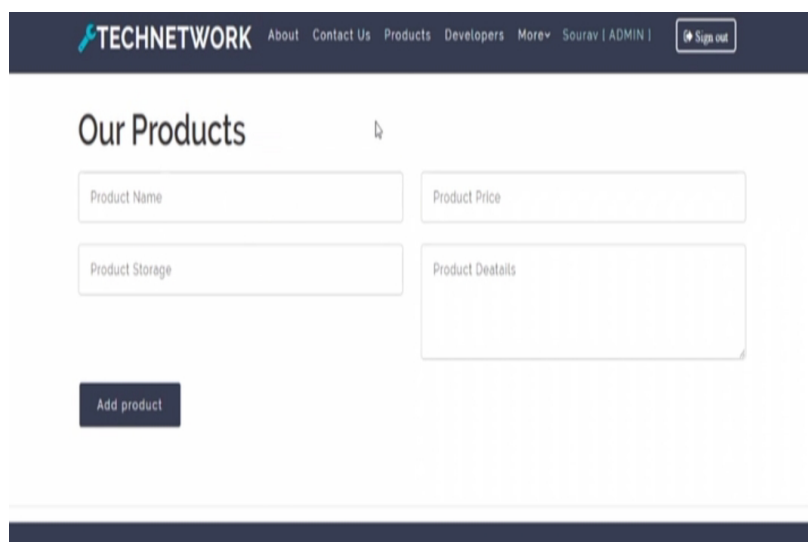 TECHNETWORK About Contact Us Products Developers More Sourav | ADMIN | Sign out
Our Products
Product Name Product Price
Product Storage Product Deatails
Add product